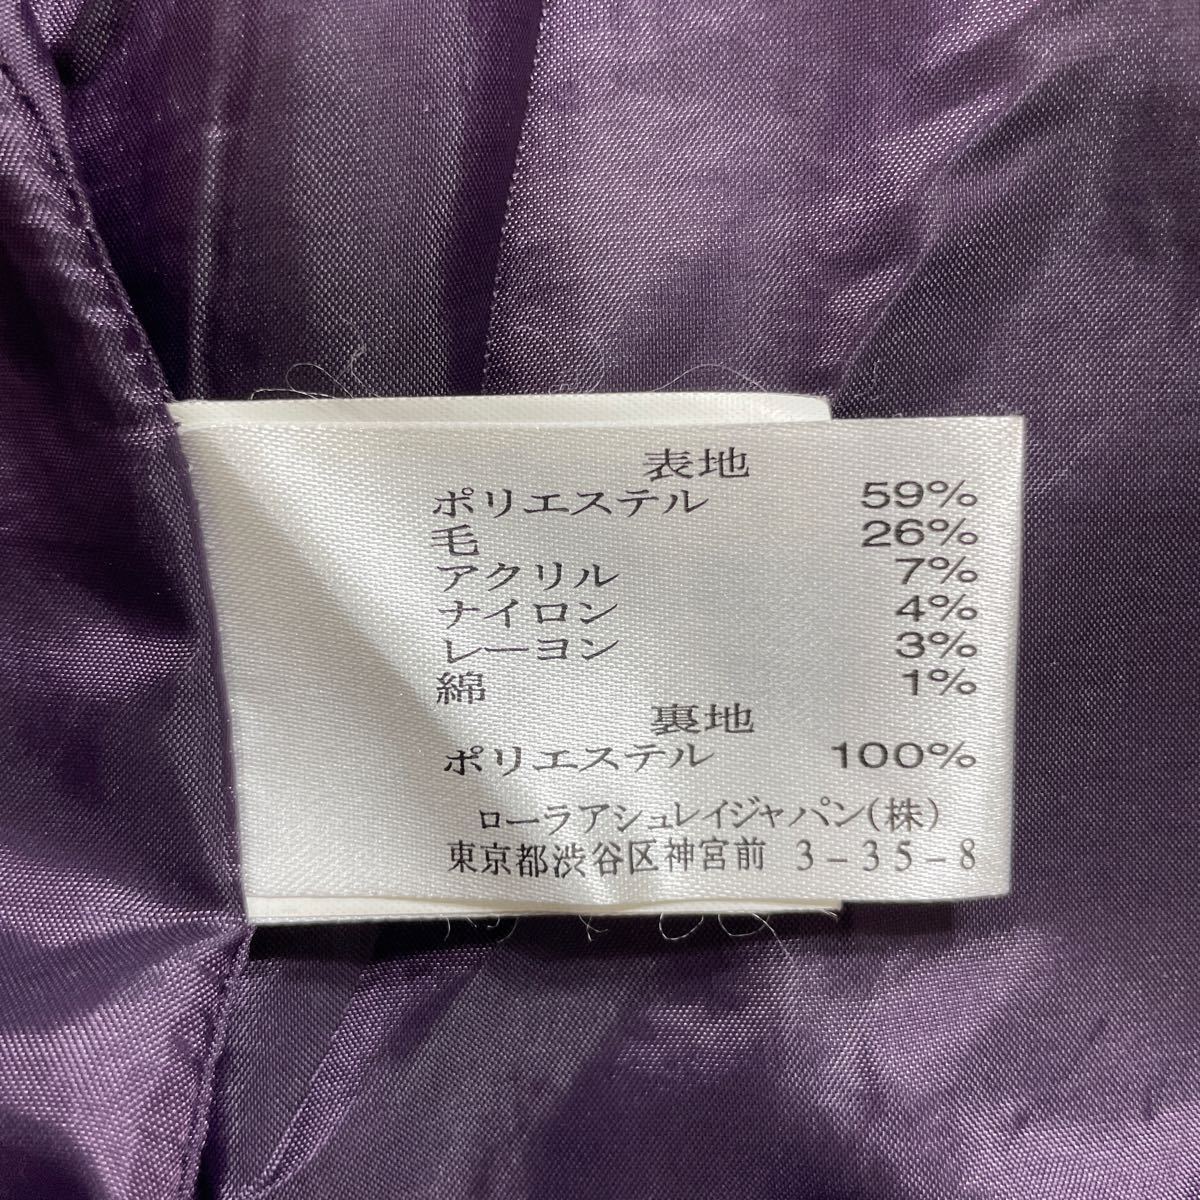 表地
ポリエステル 59%
毛 26%
アクリル 7%
ナイロン 4%
レーヨン 3%
綿 1%
裏地
ポリエステル 100%
ローラアシュレイジャパン(株)
東京都渋谷区神宮前 3-35-8